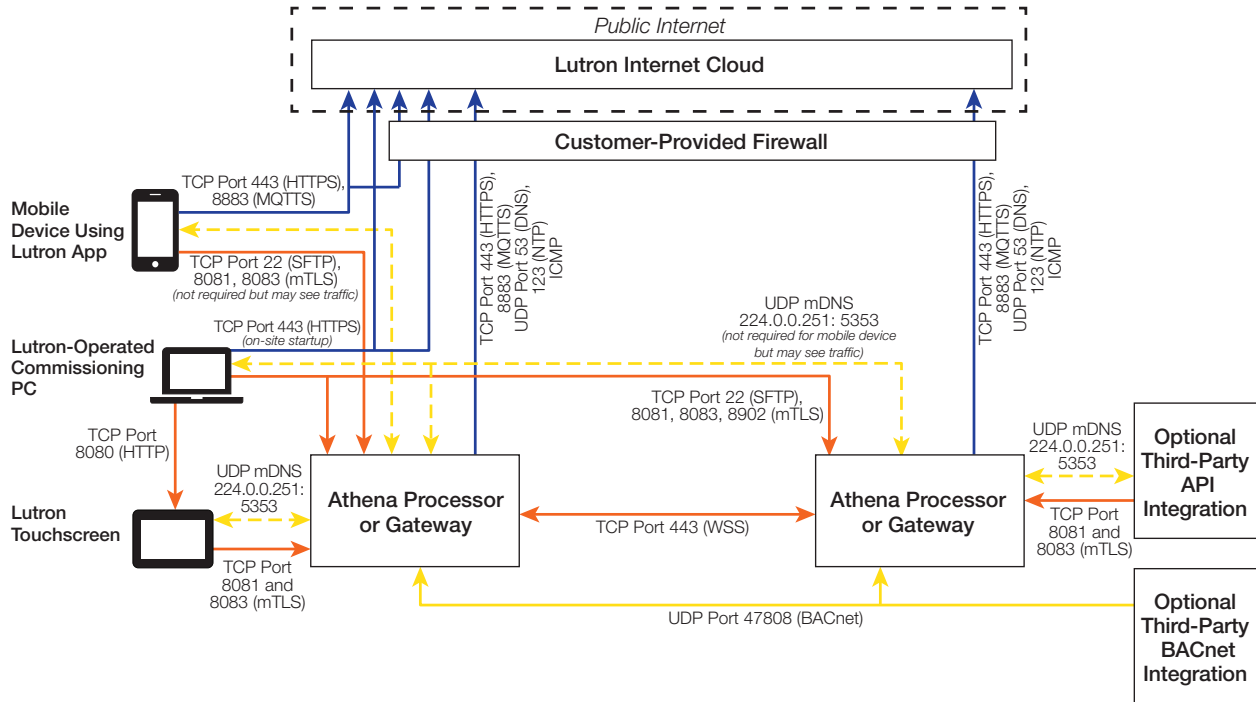 Public Internet
Lutron Internet Cloud
Customer-Provided Firewall
TCP Port 443 (HTTPS),
8883 (MQTTS)
Mobile
Device Using
Lutron App
TCP Port 22 (SFTP),
8081, 8083 (mTLS)
(not required but may see traffic)
TCP Port 443 (HTTPS),
8883 (MQTTS)
UDP Port 53 (DNS),
123 (NTP)
ICMP
TCP Port 443 (HTTPS),
8883 (MQTTS)
UDP Port 53 (DNS),
123 (NTP)
ICMP
UDP mDNS
224.0.0.251: 5353
(not required for mobile device
but may see traffic)
TCP Port 443 (HTTPS)
(on-site startup)
Lutron-Operated
Commissioning
PC
TCP Port 22 (SFTP),
8081, 8083, 8902 (mTLS)
TCP Port
8080 (HTTP)
UDP mDNS
224.0.0.251:
5353
Lutron
Touchscreen
TCP Port
8081 and
8083 (mTLS)
Athena Processor
or Gateway
TCP Port 443 (WSS)
Athena Processor
or Gateway
UDP mDNS
224.0.0.251:
5353
TCP Port
8081 and
8083 (mTLS)
Optional
Third-Party
API
Integration
UDP Port 47808 (BACnet)
Optional
Third-Party
BACnet
Integration